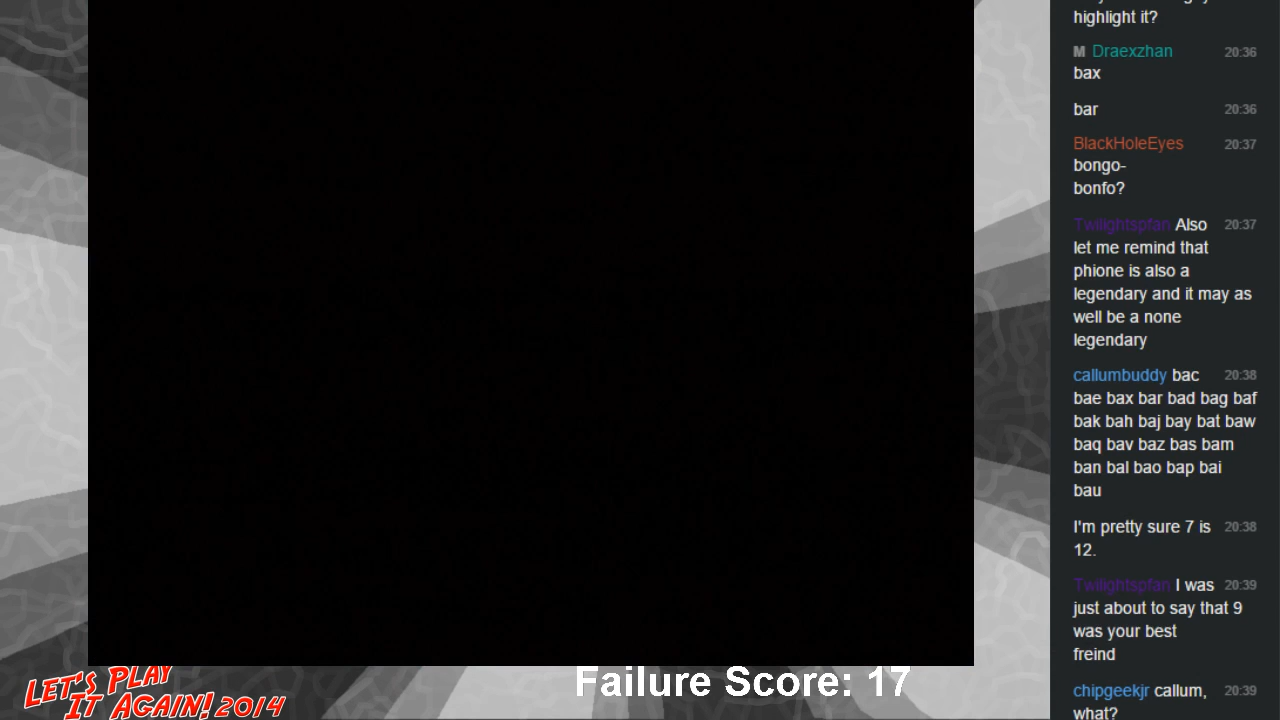 highlight it?
M Draexzhan 20:36
bax
bar 20:36
BlackHoleEyes 20:37
bongo-
bonfo?
Twilightspfan Also 20:37
let me remind that
phione is also a
legendary and it may as
well be a none
legendary
callumbuddy bac 20:38
bae bax bar bad bag baf
bak bah baj bay bat baw
baq bav baz bas bam
ban bal bao bap bai
bau
I'm pretty sure 7 is 20:38
12.
Twilightspfan I was 20:39
just about to say that 9
was your best
freind
chipgeekjr callum, 20:39
what?
LET'S PLAY
IT AGAIN! 2014
Failure Score: 17